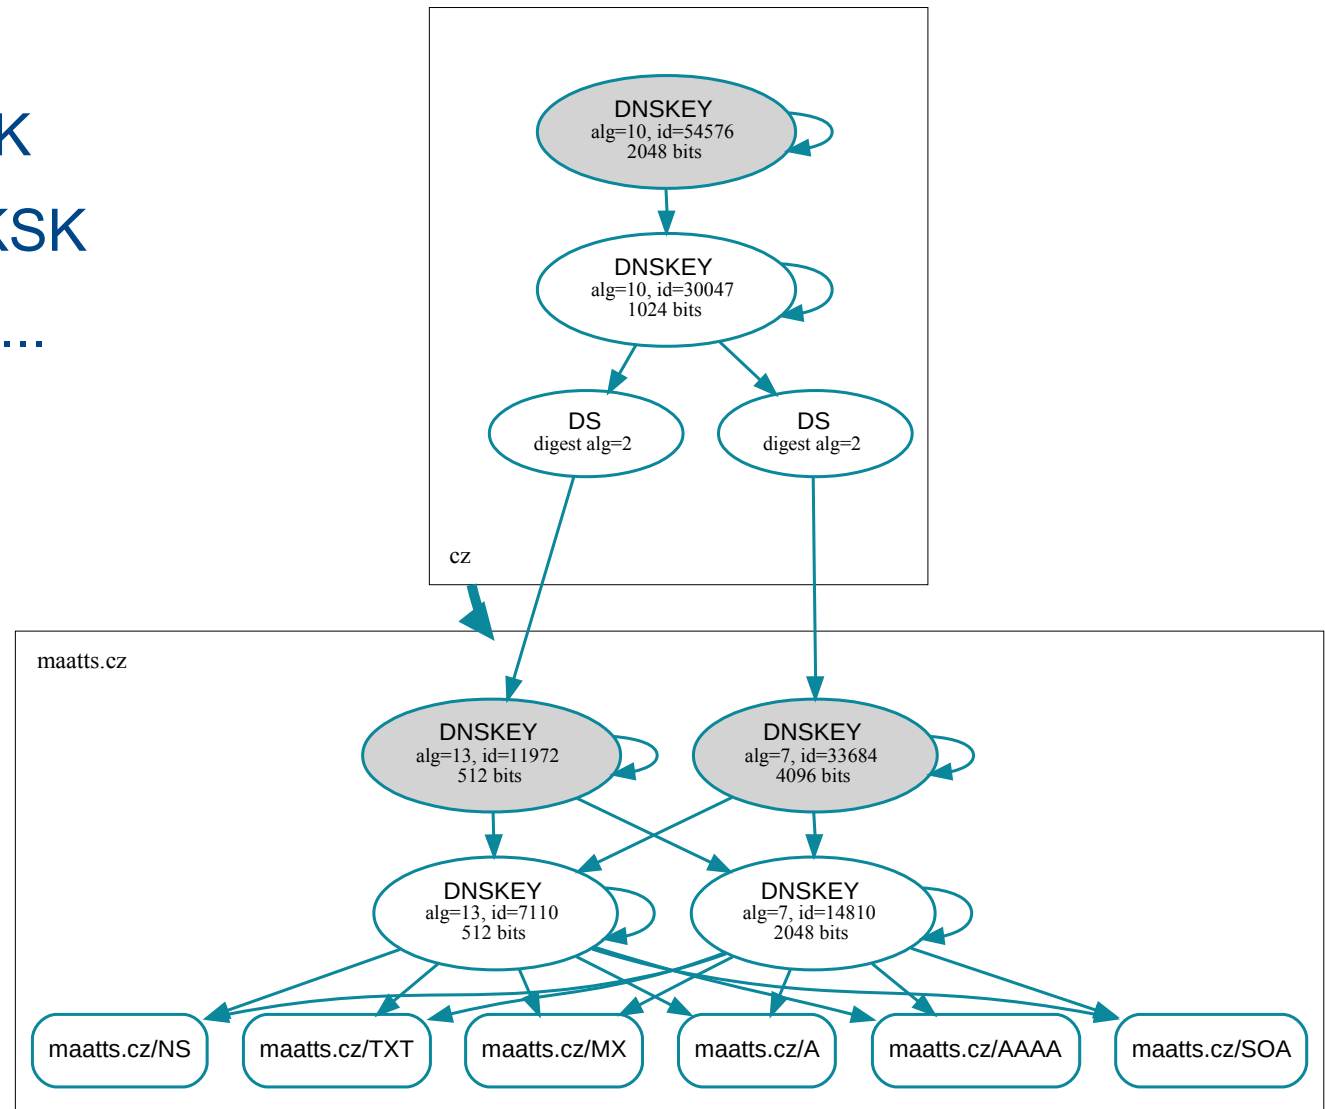 K
KSK
...
DNSKEY
alg=10, id=54576
2048 bits
DNSKEY
alg=10, id=30047
1024 bits
DS
digest alg=2
DS
digest alg=2
cz
maatts.cz
DNSKEY
alg=13, id=11972
512 bits
DNSKEY
alg=7, id=33684
4096 bits
DNSKEY
alg=13, id=7110
512 bits
DNSKEY
alg=7, id=14810
2048 bits
maatts.cz/NS
maatts.cz/TXT
maatts.cz/MX
maatts.cz/A
maatts.cz/AAAA
maatts.cz/SOA